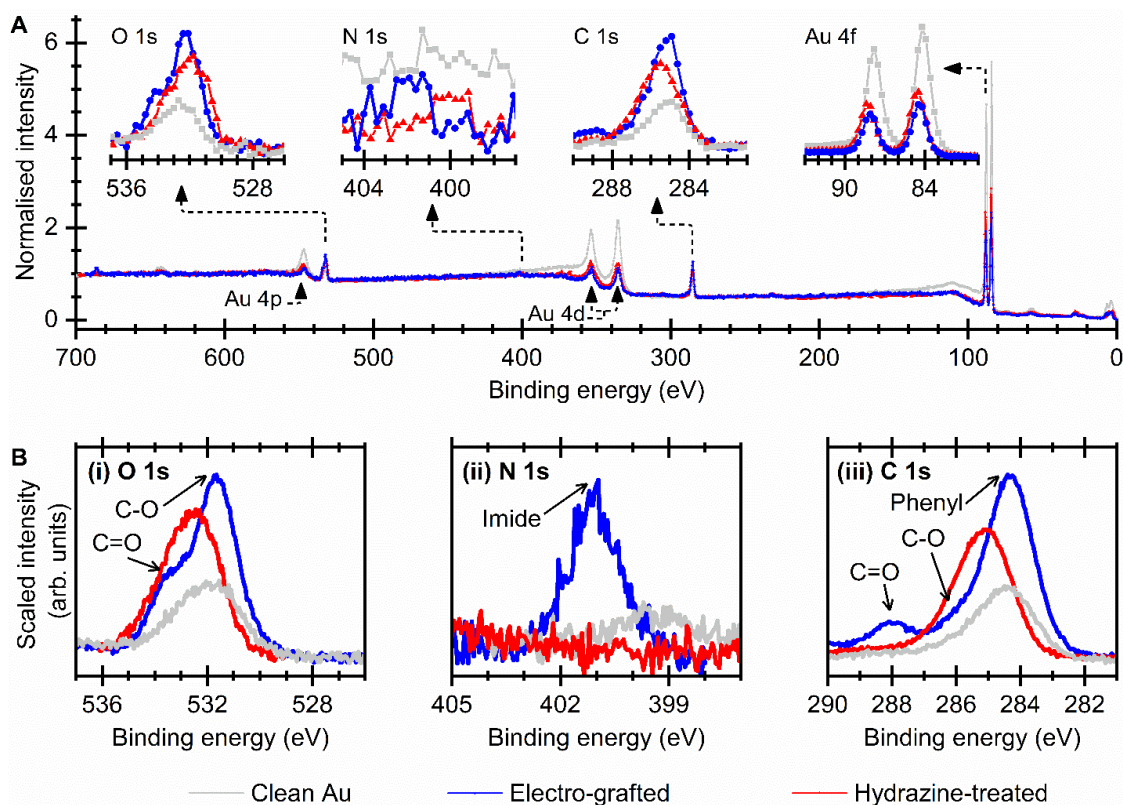 A
O 1s
N 1s
C 1s
Au 4f
6
4
2
0
Normalised intensity
536
528
404
400
288
284
90
84
Au 4p
Au 4d
700
600
500
400
300
200
100
0
Binding energy (eV)
B
Scaled intensity
(arb. units)
(i) O 1s
C-O
C=O
536
532
528
Binding energy (eV)
(ii) N 1s
Imide
405
402
399
Binding energy (eV)
(iii) C 1s
Phenyl
C-O
C=O
290
288
286
284
282
Binding energy (eV)
Clean Au
Electro-grafted
Hydrazine-treated